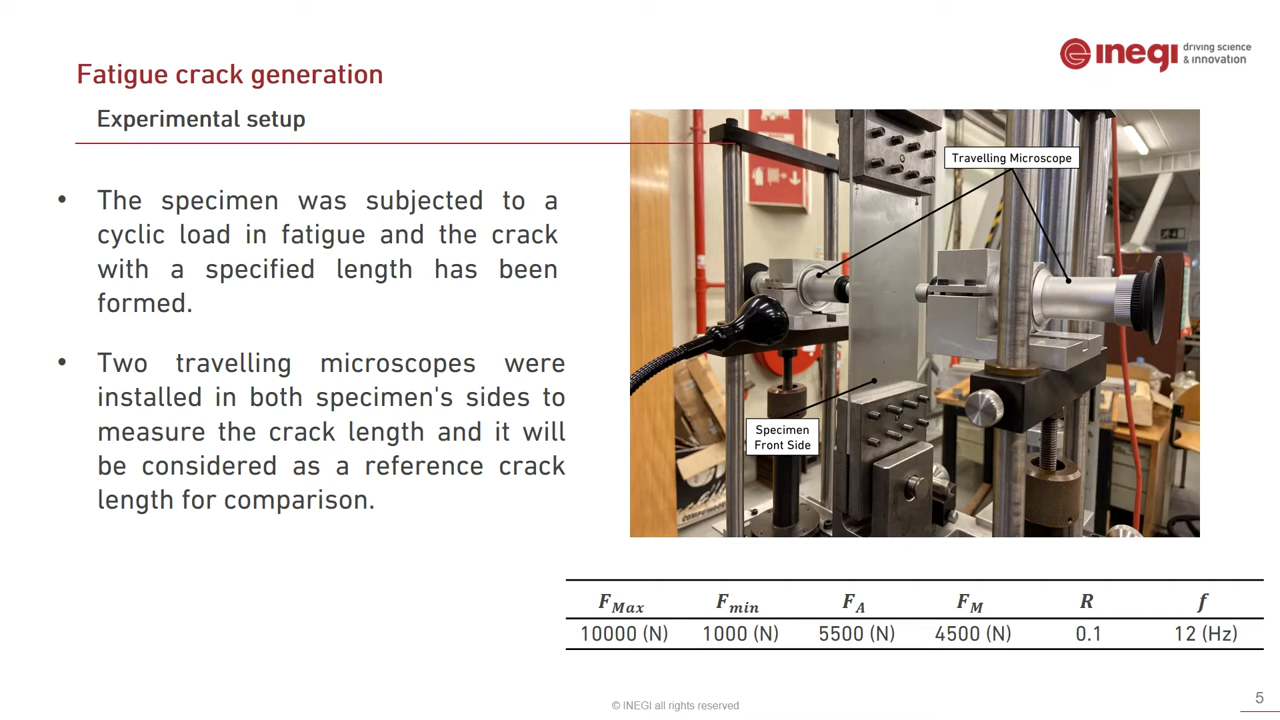 inegi driving science
& innovation
Fatigue crack generation
Experimental setup
• The specimen was subjected to a
cyclic load in fatigue and the crack
with a specified length has been
formed.
• Two travelling microscopes were
installed in both specimen's sides to
measure the crack length and it will
be considered as a reference crack
length for comparison.
Travelling Microscope
Specimen
Front Side
F_Max F_min F_A F_M R f
10000 (N) 1000 (N) 5500 (N) 4500 (N) 0.1 12 (Hz)
© INEGI all rights reserved
5